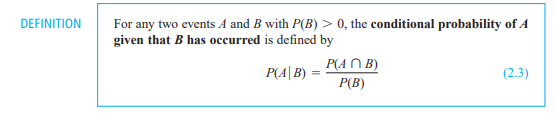 DEFINITION
For any two events A and B with P(B) > 0, the conditional probability of A
given that B has occurred is defined by
P(A|B) = P(A ∩ B) / P(B) (2.3)